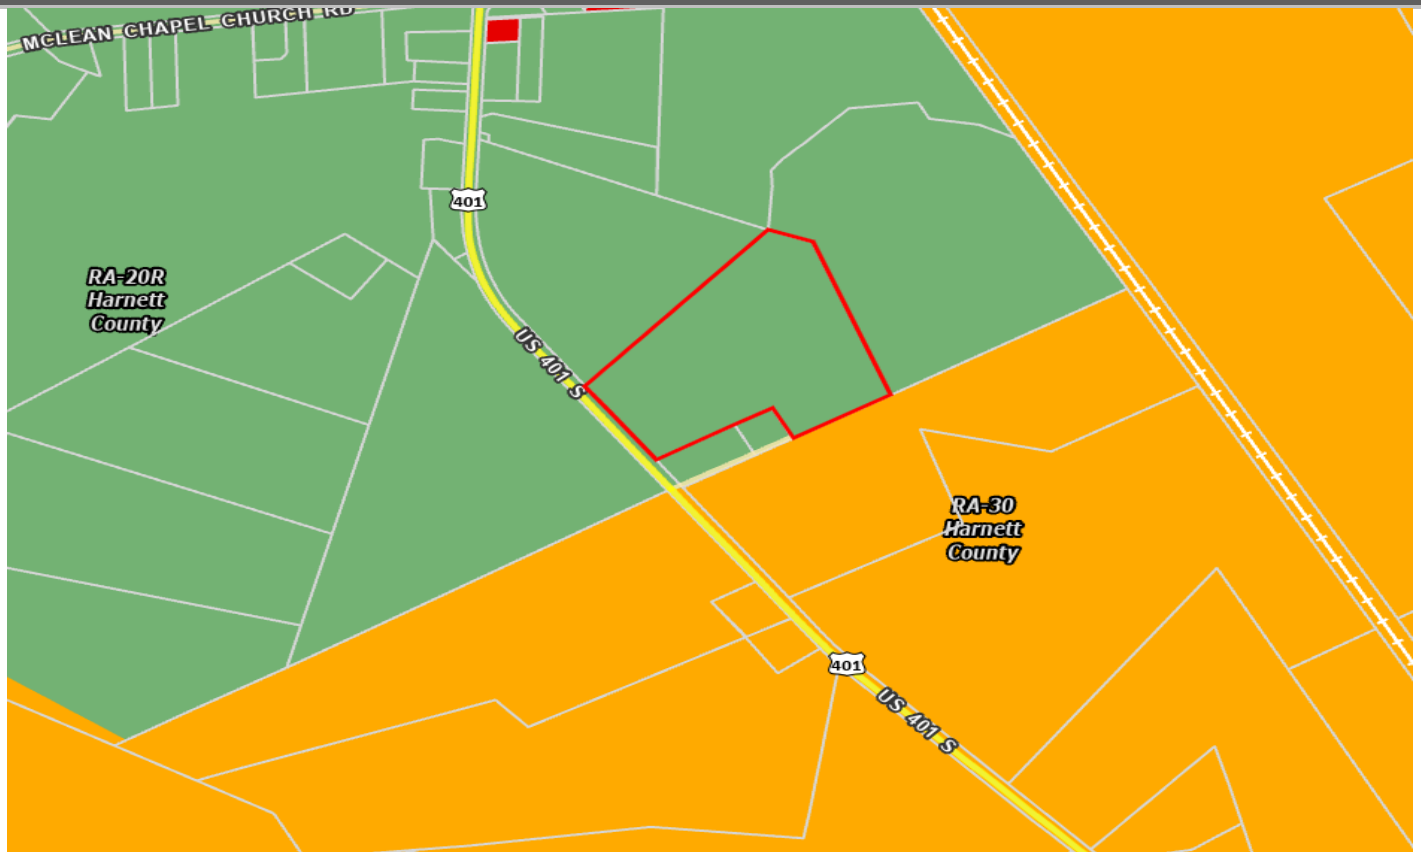 MCLEAN CHAPEL CHURCH RD
401
RA-20R
Harnett
County
US 401 S
RA-30
Harnett
County
401
US 401 S